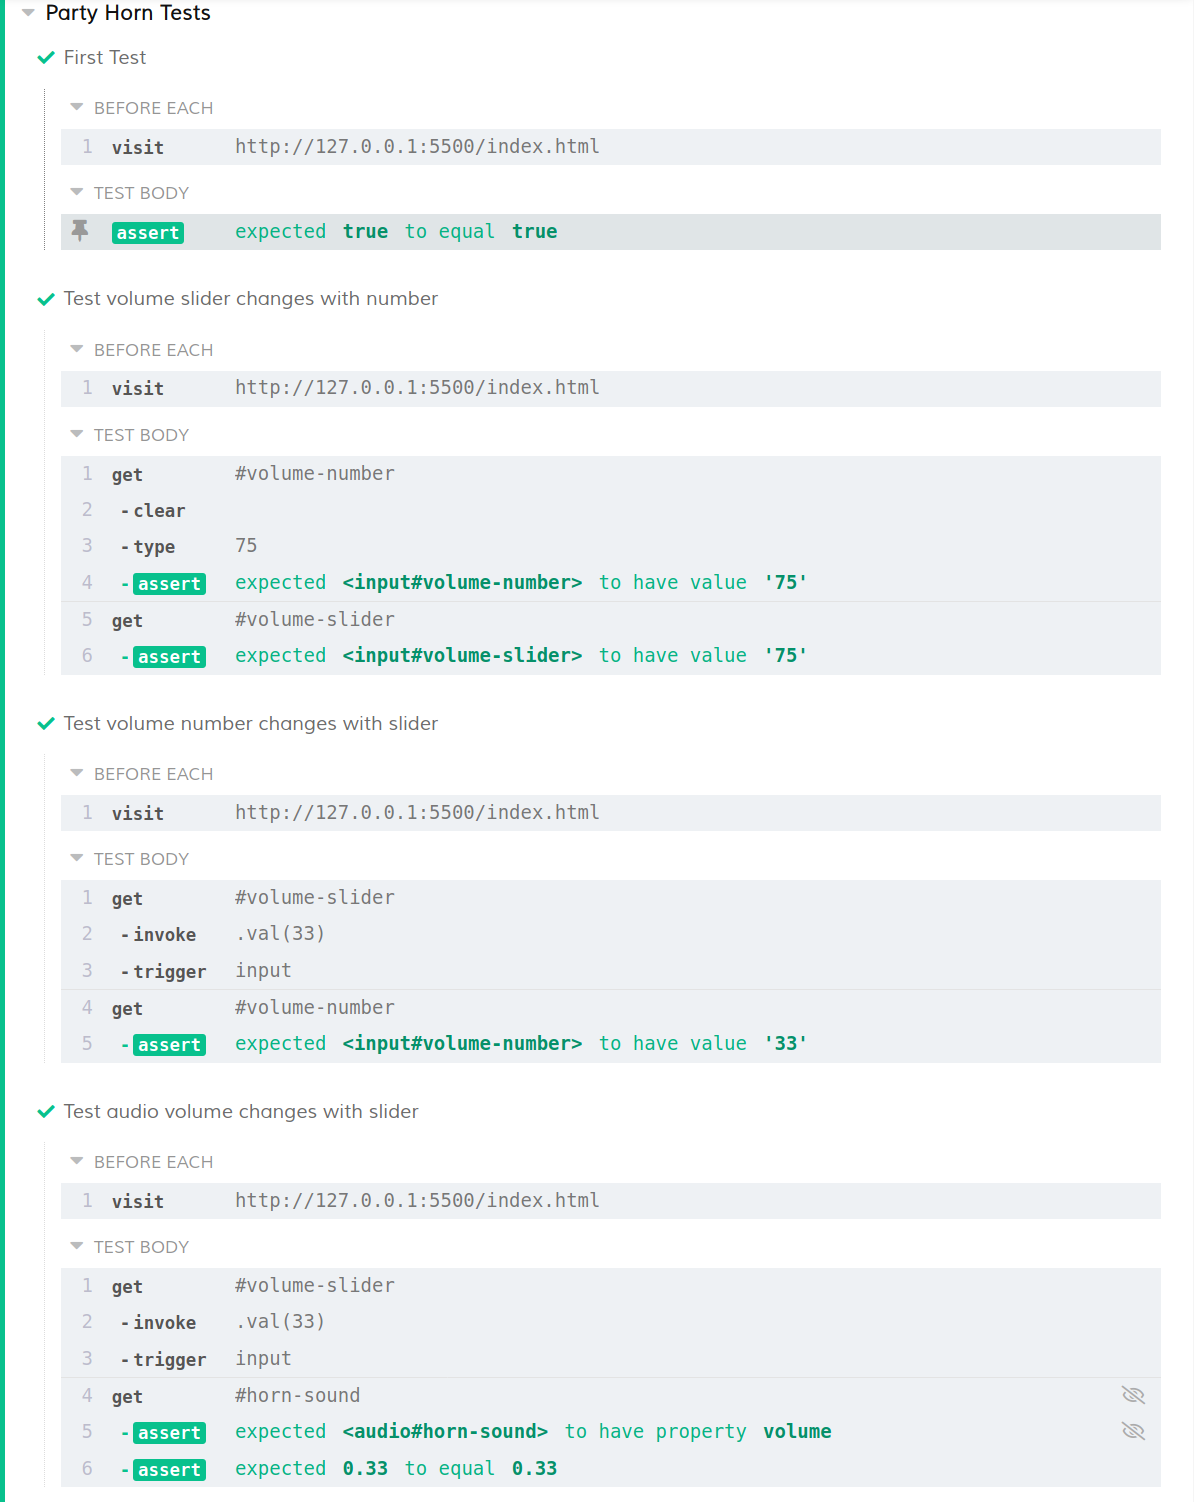 Party Horn Tests
First Test
BEFORE EACH
1 visit http://127.0.0.1:5500/index.html
TEST BODY
assert expected true to equal true
Test volume slider changes with number
BEFORE EACH
1 visit http://127.0.0.1:5500/index.html
TEST BODY
1 get #volume-number
2 -clear
3 -type 75
4 -assert expected <input#volume-number> to have value '75'
5 get #volume-slider
6 -assert expected <input#volume-slider> to have value '75'
Test volume number changes with slider
BEFORE EACH
1 visit http://127.0.0.1:5500/index.html
TEST BODY
1 get #volume-slider
2 -invoke .val(33)
3 -trigger input
4 get #volume-number
5 -assert expected <input#volume-number> to have value '33'
Test audio volume changes with slider
BEFORE EACH
1 visit http://127.0.0.1:5500/index.html
TEST BODY
1 get #volume-slider
2 -invoke .val(33)
3 -trigger input
4 get #horn-sound
5 -assert expected <audio#horn-sound> to have property volume
6 -assert expected 0.33 to equal 0.33